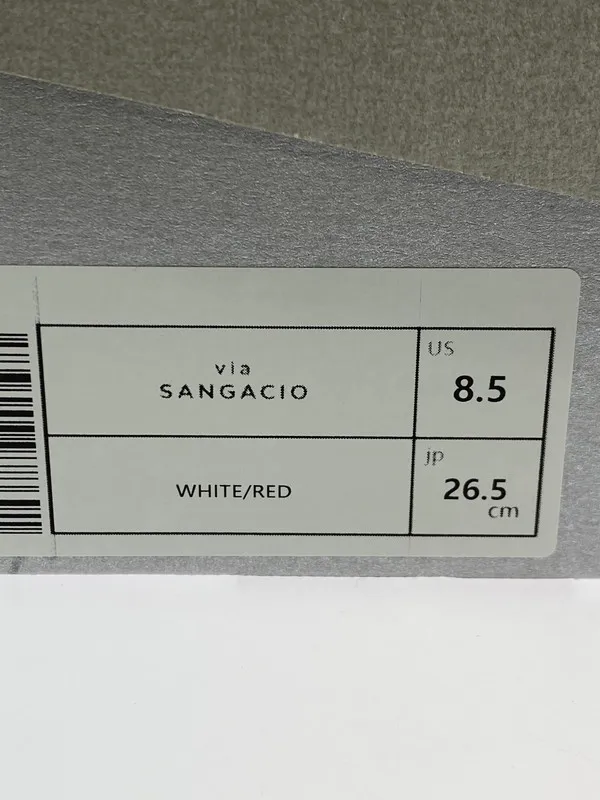 via
SANGACIO
US
8.5
WHITE/RED
jp
26.5
cm